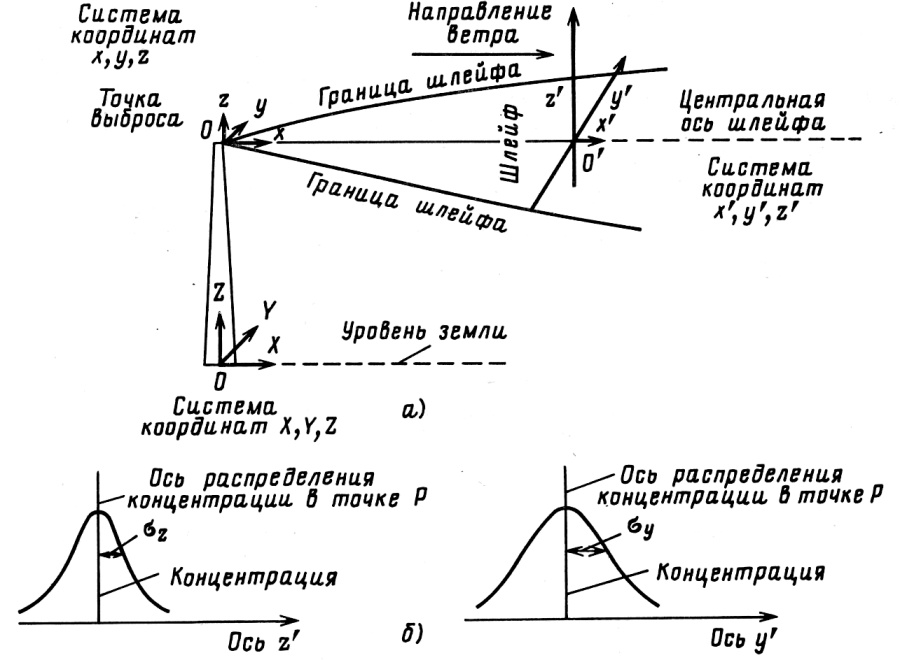 Система
координат
x, y, z
Направление
ветра
Точка
выброса
z
y
x
0
Граница шлейфа
Шлейф
z'
y'
x'
0'
Центральная
ось шлейфа
Граница шлейфа
Система
координат
x', y', z'
Z
Y
X
0
Уровень земли
Система
координат X, Y, Z
а)
Ось распределения
концентрации в точке P
σz
Концентрация
Ось z'
б)
Ось распределения
концентрации в точке P
σy
Концентрация
Ось y'